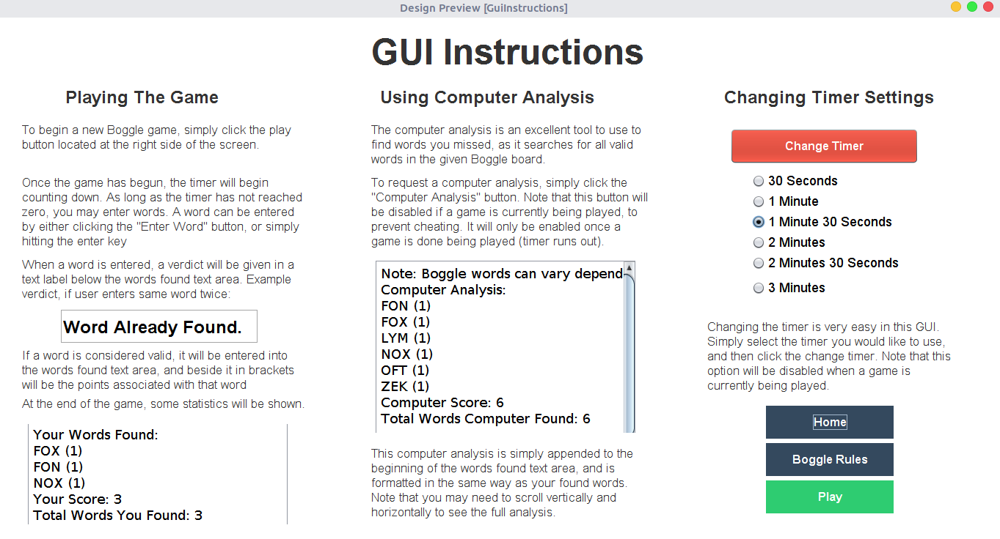 Design Preview [GuiInstructions]
GUI Instructions
Playing The Game
To begin a new Boggle game, simply click the play
button located at the right side of the screen.
Once the game has begun, the timer will begin
counting down. As long as the timer has not reached
zero, you may enter words. A word can be entered
by either clicking the "Enter Word" button, or simply
hitting the enter key
When a word is entered, a verdict will be given in a
text label below the words found text area. Example
verdict, if user enters same word twice:
Word Already Found.
If a word is considered valid, it will be entered into
the words found text area, and beside it in brackets
will be the points associated with that word
At the end of the game, some statistics will be shown.
Your Words Found:
FOX (1)
FON (1)
NOX (1)
Your Score: 3
Total Words You Found: 3
Using Computer Analysis
The computer analysis is an excellent tool to use to
find words you missed, as it searches for all valid
words in the given Boggle board.
To request a computer analysis, simply click the
"Computer Analysis" button. Note that this button will
be disabled if a game is currently being played, to
prevent cheating. It will only be enabled once a
game is done being played (timer runs out).
Note: Boggle words can vary depend
Computer Analysis:
FON (1)
FOX (1)
LYM (1)
NOX (1)
OFT (1)
ZEK (1)
Computer Score: 6
Total Words Computer Found: 6
This computer analysis is simply appended to the
beginning of the words found text area, and is
formatted in the same way as your found words.
Note that you may need to scroll vertically and
horizontally to see the full analysis.
Changing Timer Settings
Change Timer
30 Seconds
1 Minute
1 Minute 30 Seconds
2 Minutes
2 Minutes 30 Seconds
3 Minutes
Changing the timer is very easy in this GUI.
Simply select the timer you would like to use,
and then click the change timer. Note that this
option will be disabled when a game is
currently being played.
Home
Boggle Rules
Play